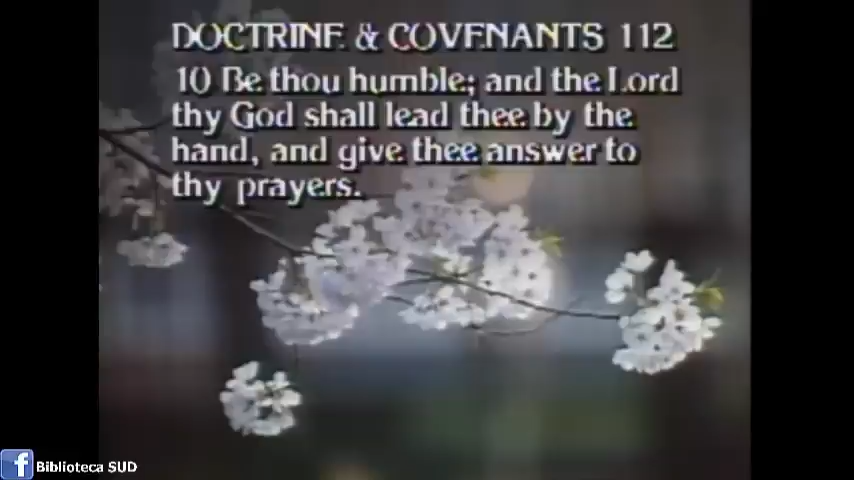 DOCTRINE & COVENANTS 112
10 Be thou humble; and the Lord
thy God shall lead thee by the
hand, and give thee answer to
thy prayers.
f Biblioteca SUD